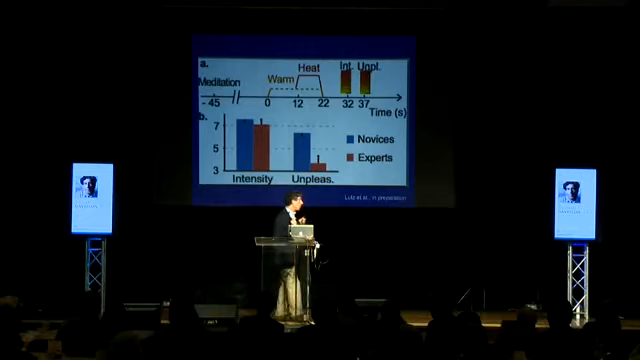 a.
Int. Unpl.
Heat
Meditation
Warm
- 45 0 12 22 32 37
Time (s)
b.
7
5
3
Novices
Experts
Intensity Unpleas.
Lutz et al., in preparation